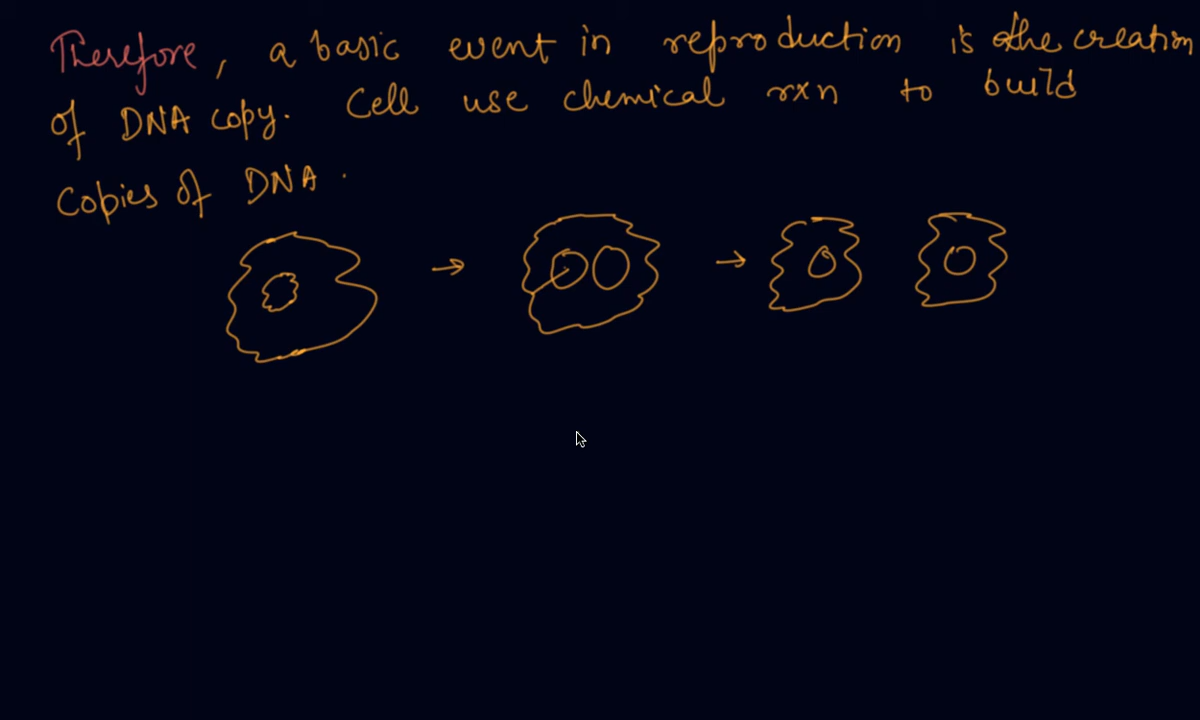 Therefore, a basic event in reproduction is the creation
of DNA copy. Cell use chemical rxn to build
Copies of DNA.